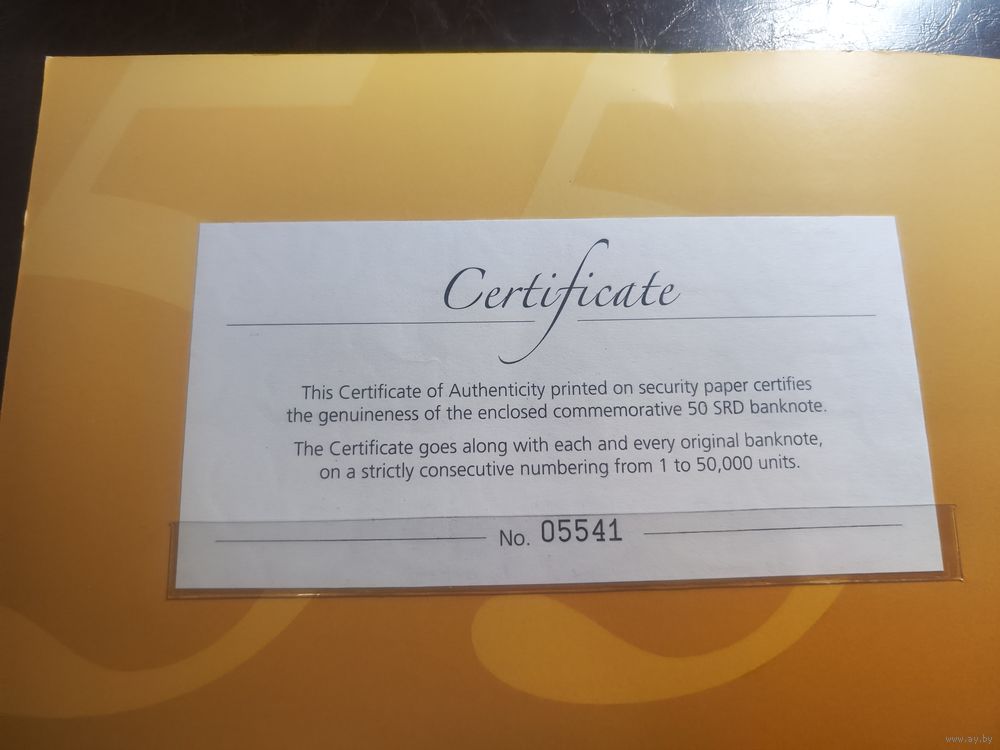 Certificate
This Certificate of Authenticity printed on security paper certifies
the genuineness of the enclosed commemorative 50 SRD banknote.
The Certificate goes along with each and every original banknote,
on a strictly consecutive numbering from 1 to 50,000 units.
No. 05541
www.ay.by